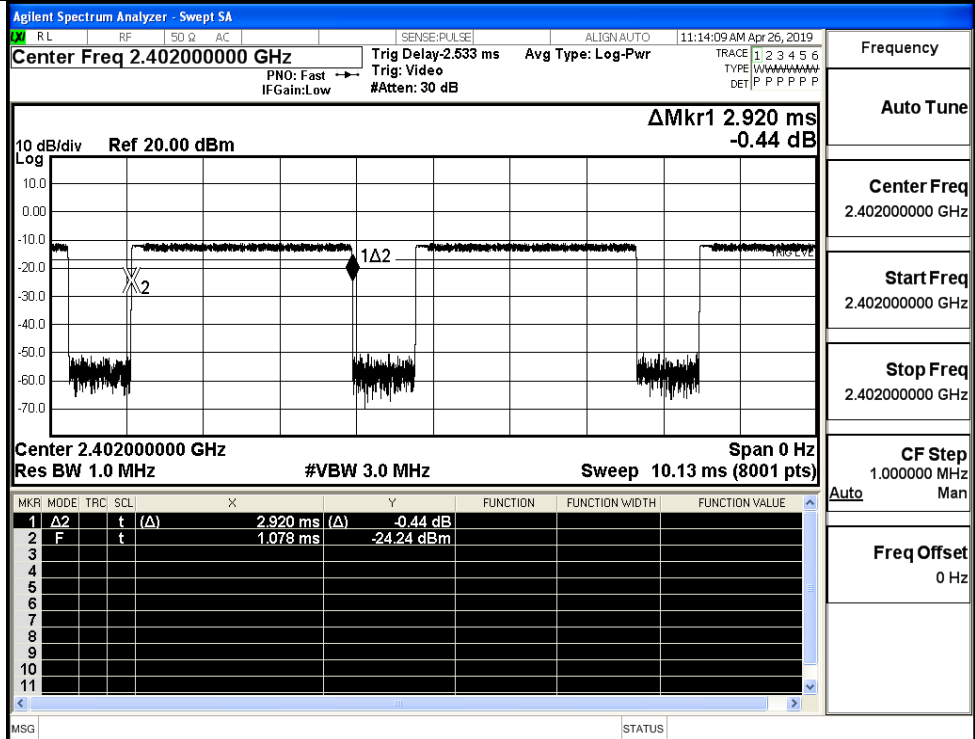 Agilent Spectrum Analyzer - Swept SA
LXI RL RF 50 Ω AC SENSE:PULSE ALIGN AUTO 11:14:09 AM Apr 26, 2019
Center Freq 2.402000000 GHz
Trig Delay-2.533 ms Avg Type: Log-Pwr TRACE 1 2 3 4 5 6
PNO: Fast Trig: Video TYPE WWWWWW
IFGain:Low #Atten: 30 dB DET P P P P P P
ΔMkr1 2.920 ms
-0.44 dB
10 dB/div Ref 20.00 dBm
Log
10.0
0.00
-10.0
-20.0
-30.0
-40.0
-50.0
-60.0
-70.0
1Δ2
2
Center 2.402000000 GHz Span 0 Hz
Res BW 1.0 MHz #VBW 3.0 MHz Sweep 10.13 ms (8001 pts)
MKR MODE TRC SCL X Y FUNCTION FUNCTION WIDTH FUNCTION VALUE
1 Δ2 t (Δ) 2.920 ms (Δ) -0.44 dB
2 F t 1.078 ms -24.24 dBm
3
4
5
6
7
8
9
10
11
MSG STATUS
Frequency
Auto Tune
Center Freq
2.402000000 GHz
Start Freq
2.402000000 GHz
Stop Freq
2.402000000 GHz
CF Step
1.000000 MHz
Auto Man
Freq Offset
0 Hz